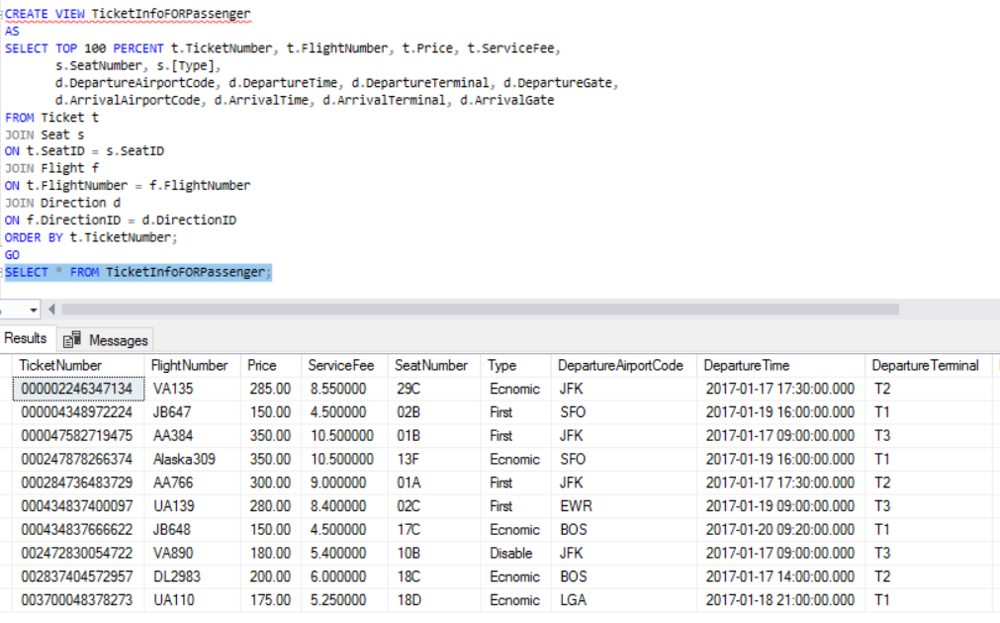 CREATE VIEW TicketInfoFORPassenger
AS
SELECT TOP 100 PERCENT t.TicketNumber, t.FlightNumber, t.Price, t.ServiceFee,
s.SeatNumber, s.[Type],
d.DepartureAirportCode, d.DepartureTime, d.DepartureTerminal, d.DepartureGate,
d.ArrivalAirportCode, d.ArrivalTime, d.ArrivalTerminal, d.ArrivalGate
FROM Ticket t
JOIN Seat s
ON t.SeatID = s.SeatID
JOIN Flight f
ON t.FlightNumber = f.FlightNumber
JOIN Direction d
ON f.DirectionID = d.DirectionID
ORDER BY t.TicketNumber;
GO
SELECT * FROM TicketInfoFORPassenger;
Results Messages
TicketNumber FlightNumber Price ServiceFee SeatNumber Type DepartureAirportCode DepartureTime DepartureTerminal
000002246347134 VA135 285.00 8.550000 29C Ecnomic JFK 2017-01-17 17:30:00.000 T2
000004348972224 JB647 150.00 4.500000 02B First SFO 2017-01-19 16:00:00.000 T1
000047582719475 AA384 350.00 10.500000 01B First JFK 2017-01-17 09:00:00.000 T3
000247878266374 Alaska309 350.00 10.500000 13F Ecnomic SFO 2017-01-19 16:00:00.000 T1
000284736483729 AA766 300.00 9.000000 01A First JFK 2017-01-17 17:30:00.000 T2
000434837400097 UA139 280.00 8.400000 02C First EWR 2017-01-19 09:00:00.000 T3
000434837666622 JB648 150.00 4.500000 17C Ecnomic BOS 2017-01-20 09:20:00.000 T1
002472830054722 VA890 180.00 5.400000 10B Disable JFK 2017-01-17 09:00:00.000 T3
002837404572957 DL2983 200.00 6.000000 18C Ecnomic BOS 2017-01-17 14:00:00.000 T2
003700048378273 UA110 175.00 5.250000 18D Ecnomic LGA 2017-01-18 21:00:00.000 T1